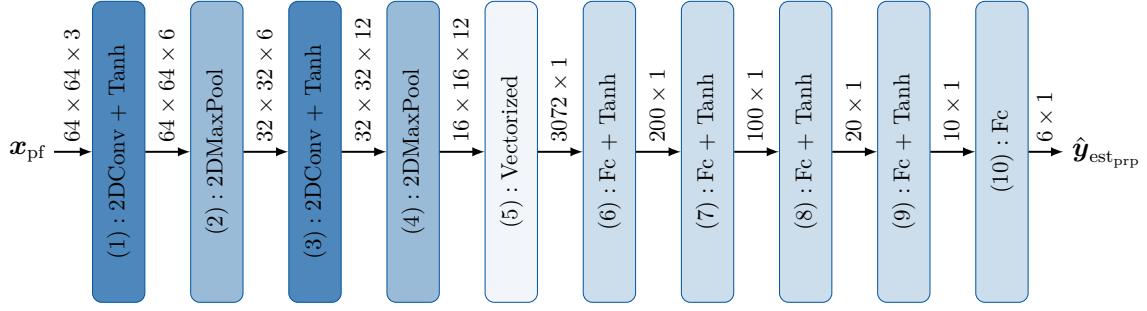 x_pf
64 × 64 × 3
(1) : 2DConv + Tanh
64 × 64 × 6
(2) : 2DMaxPool
32 × 32 × 6
(3) : 2DConv + Tanh
32 × 32 × 12
(4) : 2DMaxPool
16 × 16 × 12
(5) : Vectorized
3072 × 1
(6) : Fc + Tanh
200 × 1
(7) : Fc + Tanh
100 × 1
(8) : Fc + Tanh
20 × 1
(9) : Fc + Tanh
10 × 1
(10) : Fc
6 × 1
ŷ_est_prp